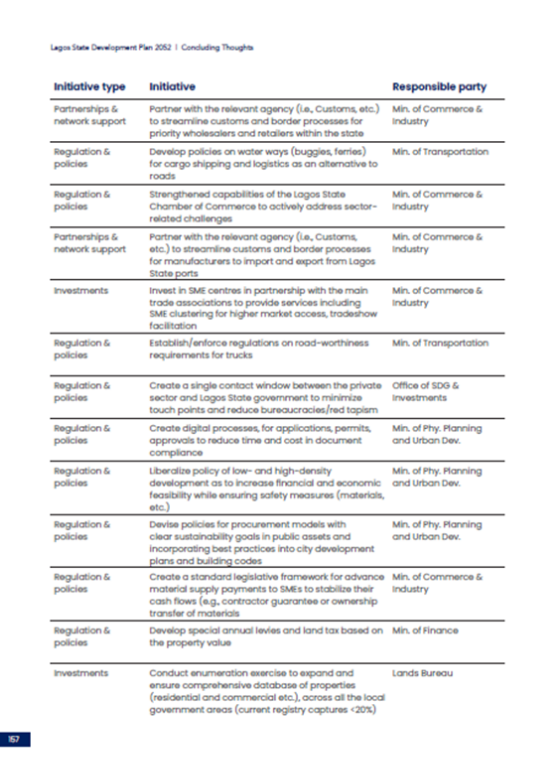 Lagos State Development Plan 2052 | Concluding Thoughts
Initiative type Initiative Responsible party
Partnerships & Partner with the relevant agency (i.e., Customs, etc.) Min. of Commerce &
network support to streamline customs and border processes for Industry
priority wholesalers and retailers within the state
Regulation & Develop policies on water ways (buggies, ferries) Min. of Transportation
policies for cargo shipping and logistics as an alternative to
roads
Regulation & Strengthened capabilities of the Lagos State Min. of Commerce &
policies Chamber of Commerce to actively address sector- Industry
related challenges
Partnerships & Partner with the relevant agency (i.e., Customs, Min. of Commerce &
network support etc.) to streamline customs and border processes Industry
for manufacturers to import and export from Lagos
State ports
Investments Invest in SME centres in partnership with the main Min. of Commerce &
trade associations to provide services including Industry
SME clustering for higher market access, tradeshow
facilitation
Regulation & Establish/enforce regulations on road-worthiness Min. of Transportation
policies requirements for trucks
Regulation & Create a single contact window between the private Office of SDG &
policies sector and Lagos State government to minimize Investments
touch points and reduce bureaucracies/red tapism
Regulation & Create digital processes, for applications, permits, Min. of Phy. Planning
policies approvals to reduce time and cost in document and Urban Dev.
compliance
Regulation & Liberalize policy of low- and high-density Min. of Phy. Planning
policies development as to increase financial and economic and Urban Dev.
feasibility while ensuring safety measures (materials,
etc.)
Regulation & Devise policies for procurement models with Min. of Phy. Planning
policies clear sustainability goals in public assets and and Urban Dev.
incorporating best practices into city development
plans and building codes
Regulation & Create a standard legislative framework for advance Min. of Commerce &
policies material supply payments to SMEs to stabilize their Industry
cash flows (e.g., contractor guarantee or ownership
transfer of materials
Regulation & Develop special annual levies and land tax based on Min. of Finance
policies the property value
Investments Conduct enumeration exercise to expand and Lands Bureau
ensure comprehensive database of properties
(residential and commercial etc.), across all the local
government areas (current registry captures <20%)
157